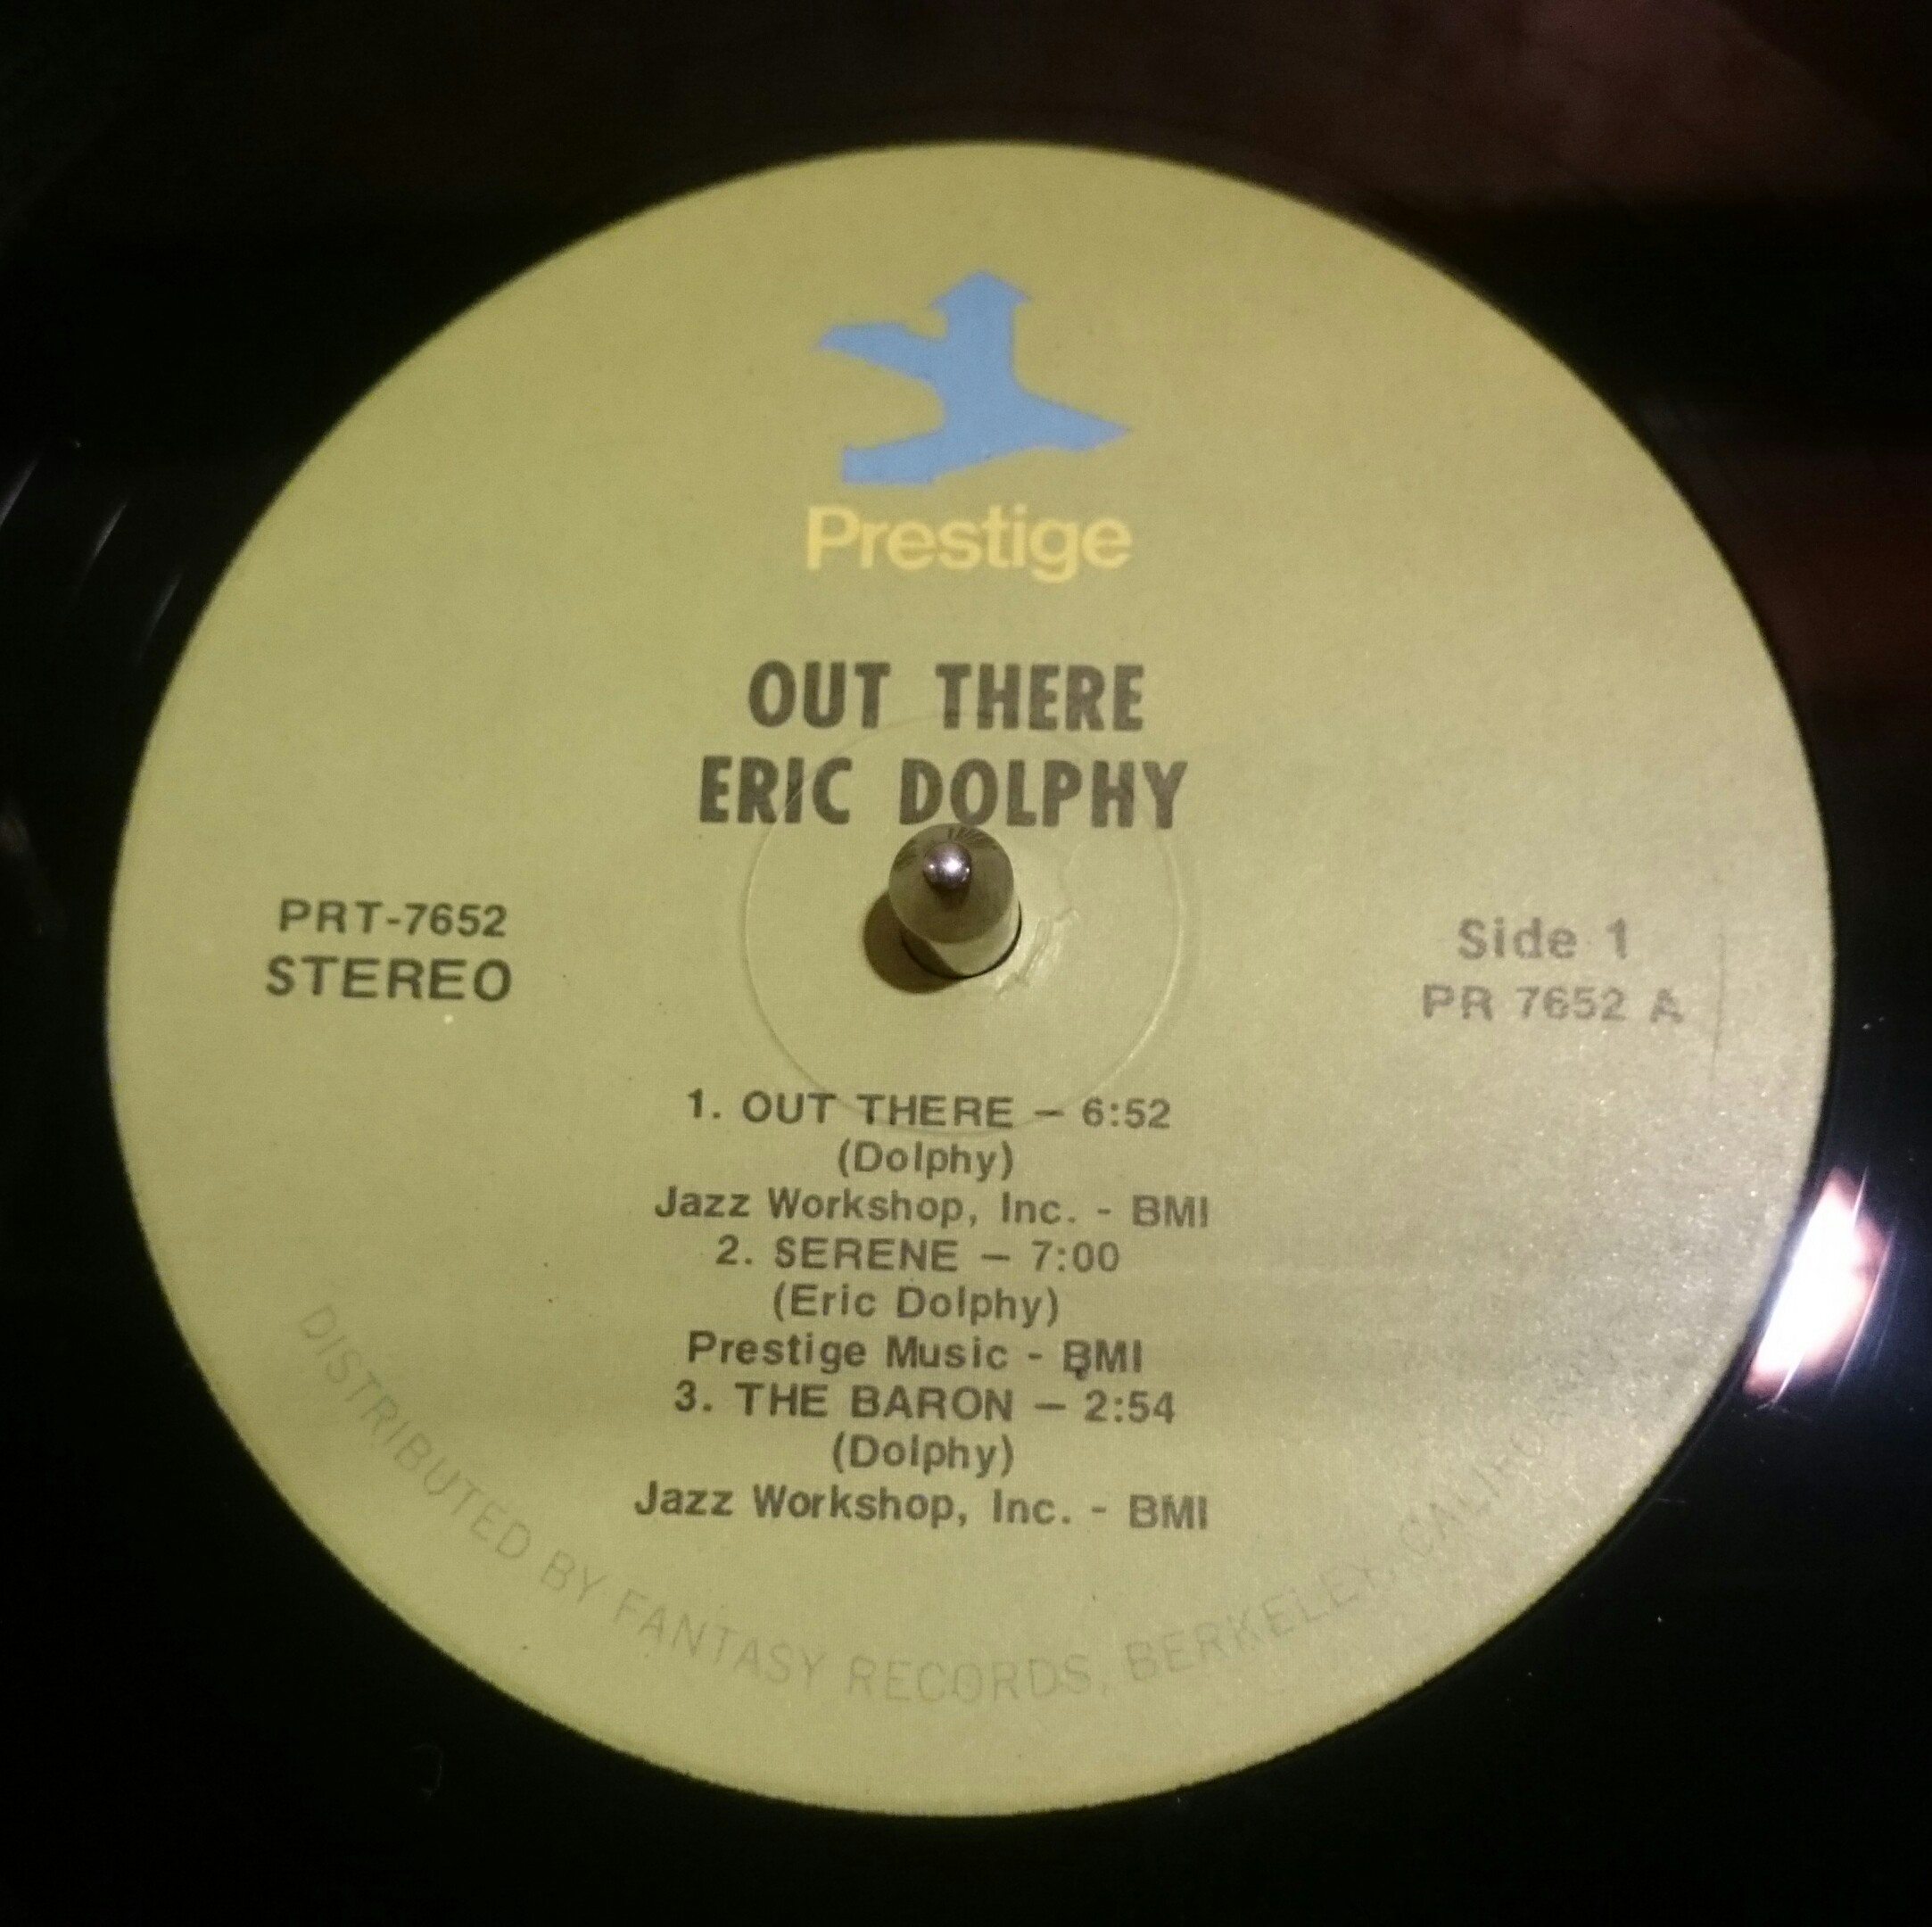 Prestige
OUT THERE
ERIC DOLPHY
PRT-7652
STEREO
Side 1
PR 7652 A
1. OUT THERE — 6:52
(Dolphy)
Jazz Workshop, Inc. - BMI
2. SERENE — 7:00
(Eric Dolphy)
Prestige Music - BMI
3. THE BARON — 2:54
(Dolphy)
Jazz Workshop, Inc. - BMI
DISTRIBUTED BY FANTASY RECORDS, BERKELEY, CALIFORNIA